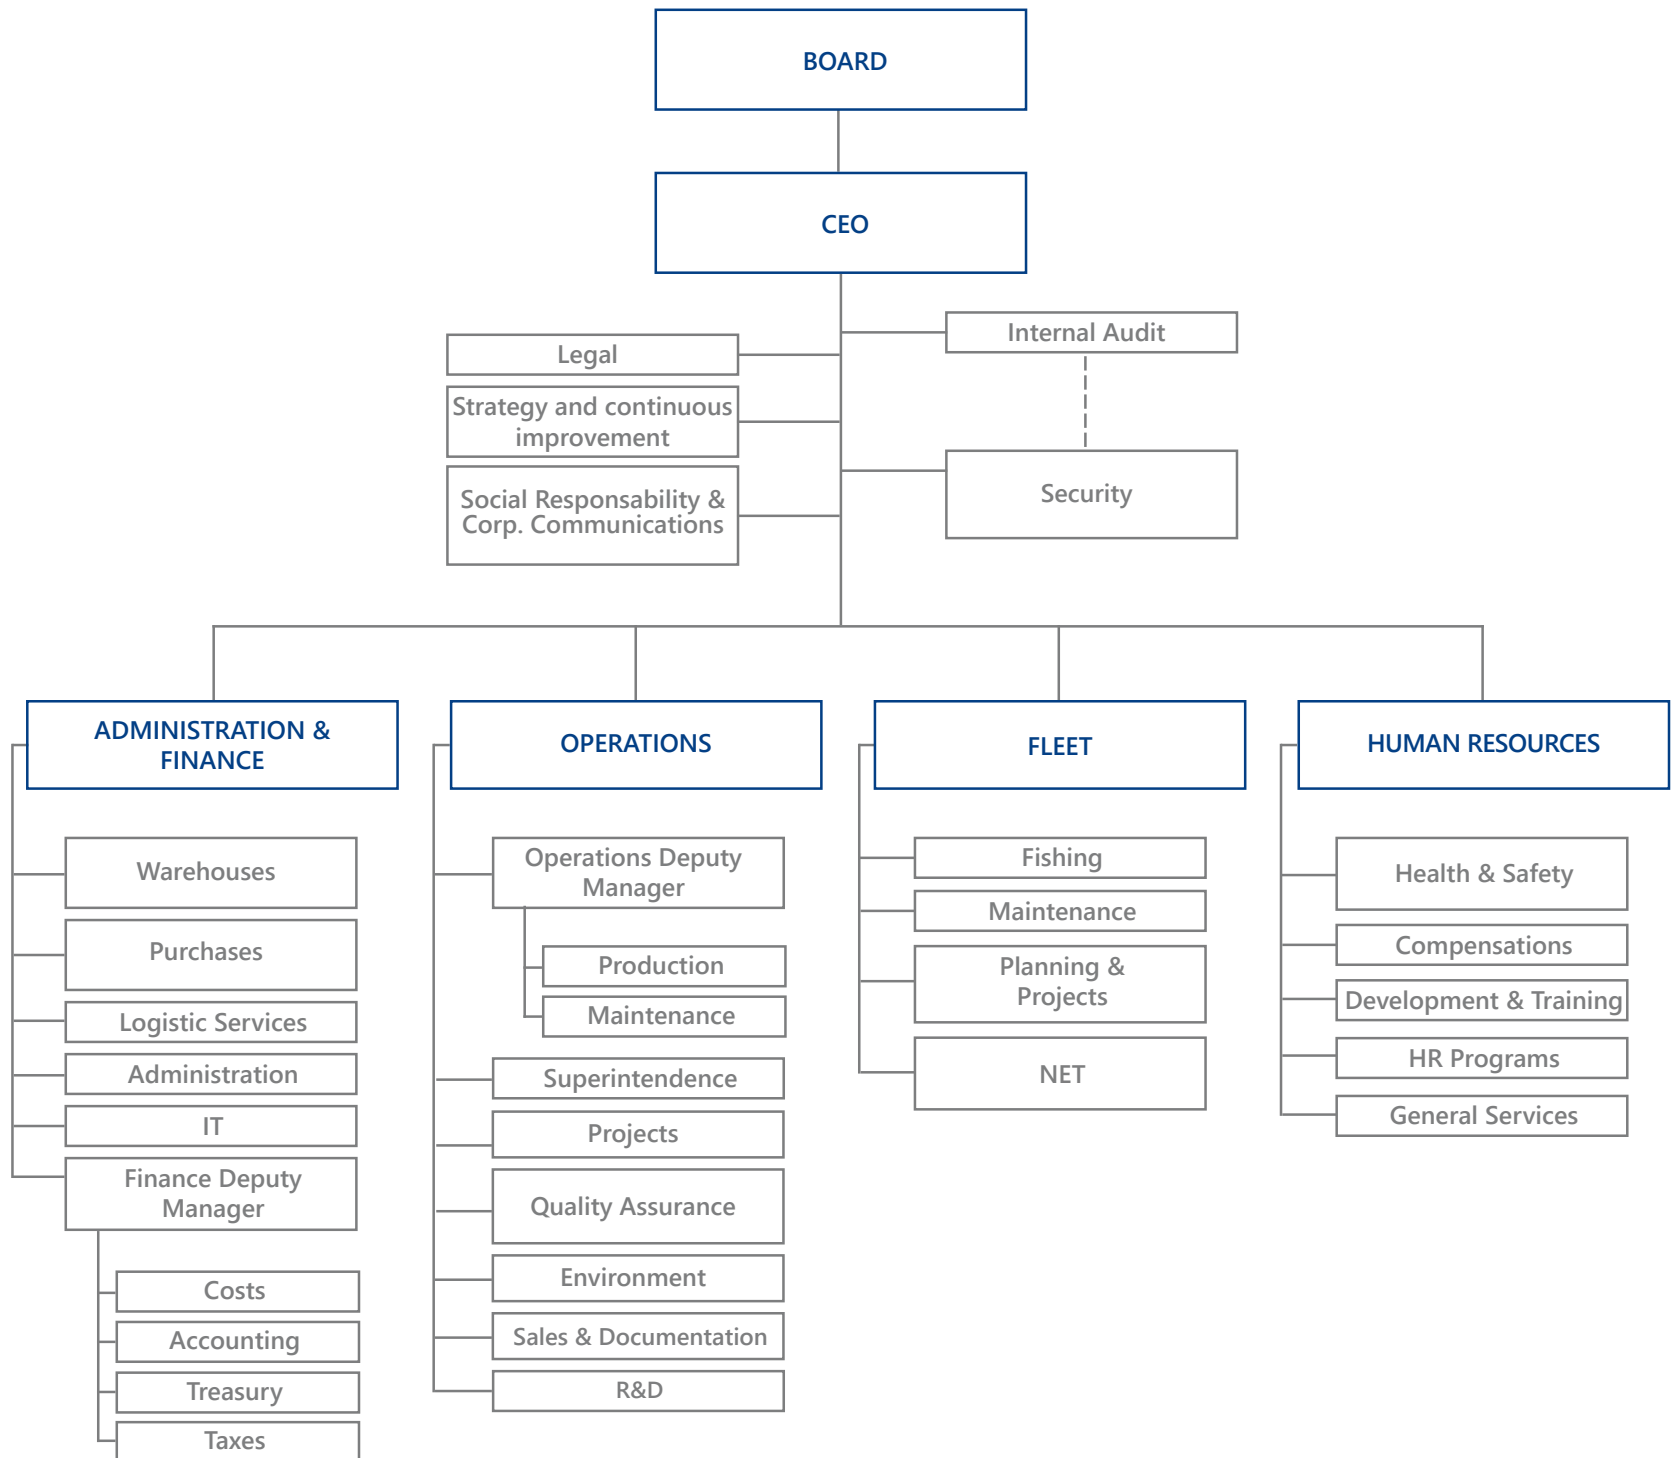 BOARD
CEO
Internal Audit
Legal
Strategy and continuous
improvement
Social Responsability &
Corp. Communications
Security
ADMINISTRATION &
FINANCE
Warehouses
Purchases
Logistic Services
Administration
IT
Finance Deputy
Manager
Costs
Accounting
Treasury
Taxes
OPERATIONS
Operations Deputy
Manager
Production
Maintenance
Superintendence
Projects
Quality Assurance
Environment
Sales & Documentation
R&D
FLEET
Fishing
Maintenance
Planning &
Projects
NET
HUMAN RESOURCES
Health & Safety
Compensations
Development & Training
HR Programs
General Services